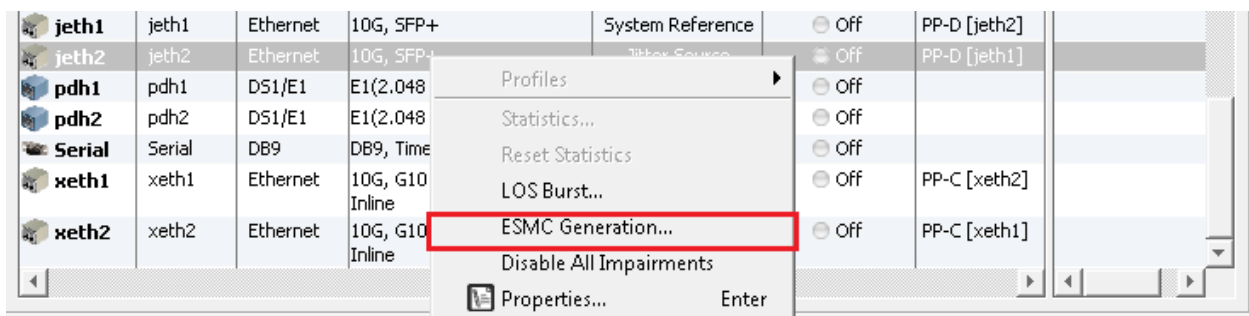 jeth1 jeth1 Ethernet 10G, SFP+ System Reference Off PP-D [jeth2]
jeth2 jeth2 Ethernet 10G, SFP+ Jitter Source Off PP-D [jeth1]
Profiles
pdh1 pdh1 DS1/E1 E1(2.048 Off
pdh2 pdh2 DS1/E1 E1(2.048 Off
Statistics...
Serial Serial DB9 DB9, Time Off
Reset Statistics
xeth1 xeth1 Ethernet 10G, G10 Off PP-C [xeth2]
Inline
LOS Burst...
xeth2 xeth2 Ethernet 10G, G10 Off PP-C [xeth1]
Inline
ESMC Generation...
Disable All Impairments
Properties... Enter